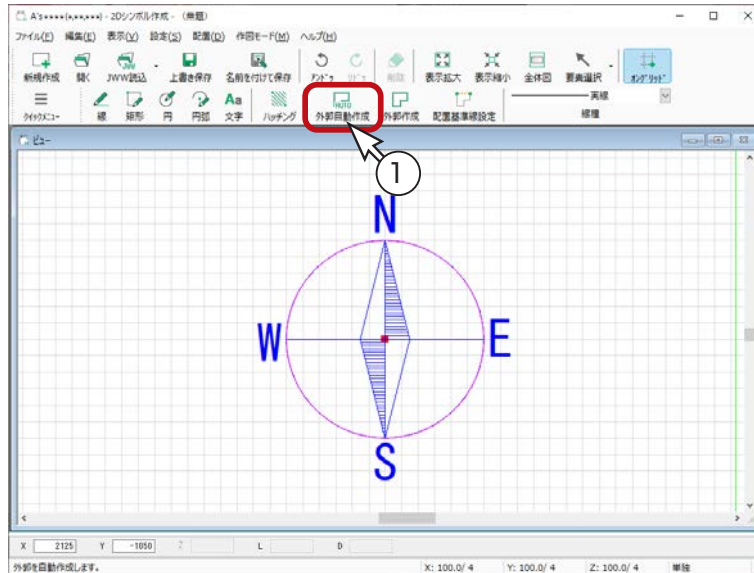 A's****(*,**,**) - 2Dシンボル作成 - (無題)
ファイル(F) 編集(E) 表示(V) 設定(S) 配置(D) 作図モード(M) ヘルプ(H)
新規作成 開く JWW読込 上書き保存 名前を付けて保存 アンドゥ リドゥ 削除 表示拡大 表示縮小 全体図 要素選択 オングリッド
クイックメニュー 線 矩形 円 円弧 文字 ハッチング 外郭自動作成 外郭作成 配置基準線設定 実線
線種
ビュー
1
N
W E
S
X 2125 Y -1050 Z L D
外郭を自動作成します。 X: 100.0/ 4 Y: 100.0/ 4 Z: 100.0/ 4 単独